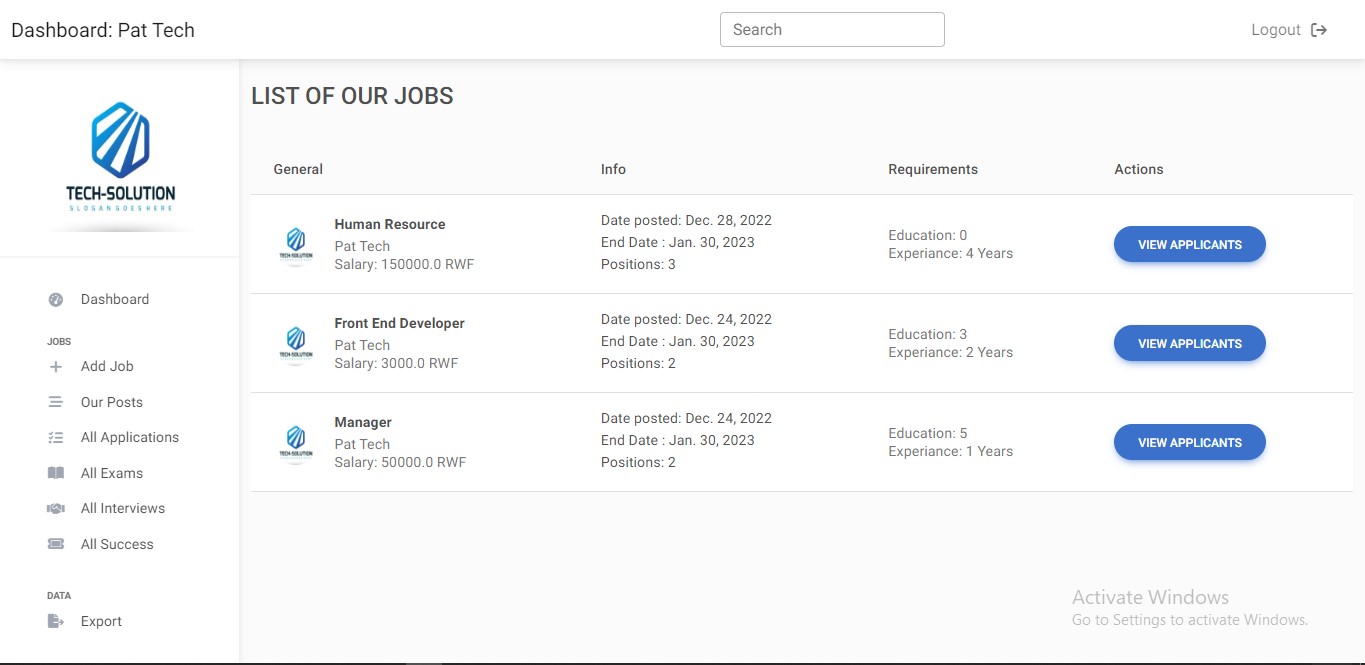 Dashboard: Pat Tech
Search
Logout
TECH-SOLUTION
SLOGAN GOES HERE
Dashboard
JOBS
Add Job
Our Posts
All Applications
All Exams
All Interviews
All Success
DATA
Export
LIST OF OUR JOBS
General Info Requirements Actions
TECH-SOLUTION
Human Resource
Pat Tech
Salary: 150000.0 RWF
Date posted: Dec. 28, 2022
End Date : Jan. 30, 2023
Positions: 3
Education: 0
Experiance: 4 Years
VIEW APPLICANTS
TECH-SOLUTION
Front End Developer
Pat Tech
Salary: 3000.0 RWF
Date posted: Dec. 24, 2022
End Date : Jan. 30, 2023
Positions: 2
Education: 3
Experiance: 2 Years
VIEW APPLICANTS
TECH-SOLUTION
Manager
Pat Tech
Salary: 50000.0 RWF
Date posted: Dec. 24, 2022
End Date : Jan. 30, 2023
Positions: 2
Education: 5
Experiance: 1 Years
VIEW APPLICANTS
Activate Windows
Go to Settings to activate Windows.